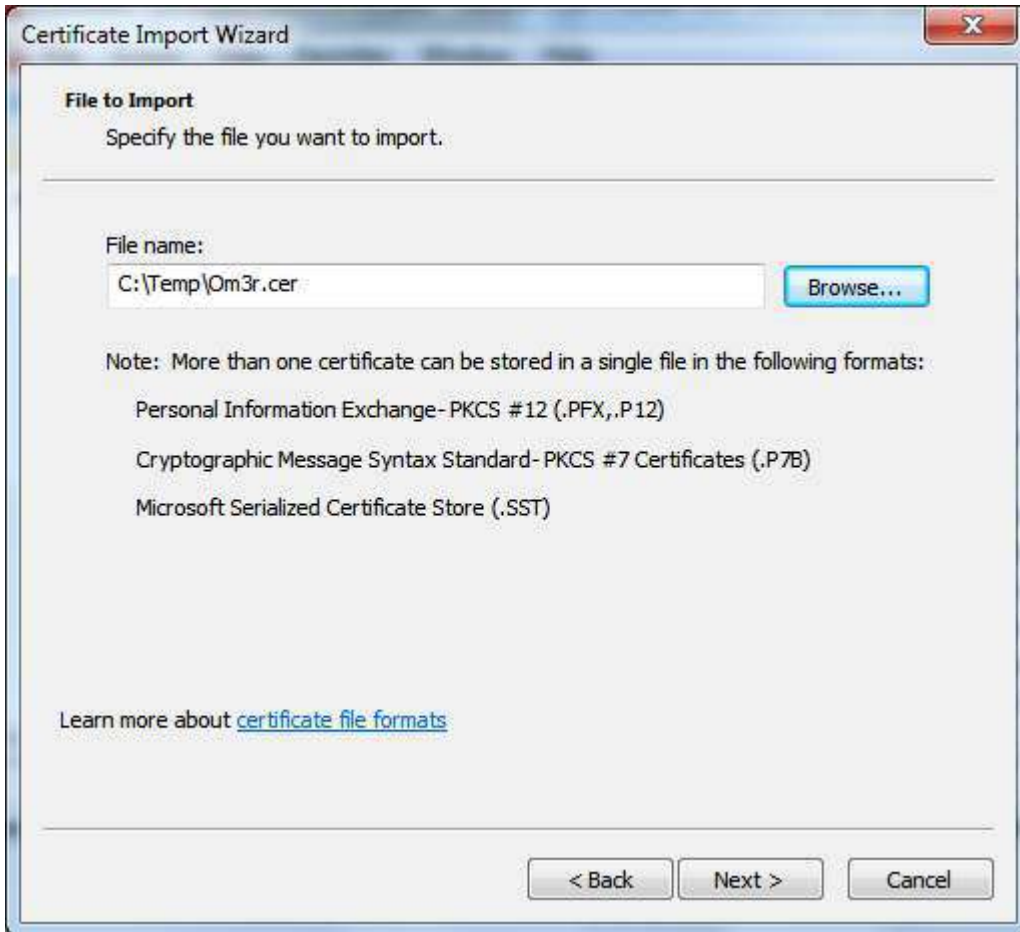 Certificate Import Wizard
File to Import
Specify the file you want to import.
File name:
C:\Temp\Om3r.cer
Browse...
Note: More than one certificate can be stored in a single file in the following formats:
Personal Information Exchange- PKCS #12 (.PFX,.P12)
Cryptographic Message Syntax Standard- PKCS #7 Certificates (.P7B)
Microsoft Serialized Certificate Store (.SST)
Learn more about certificate file formats
< Back
Next >
Cancel